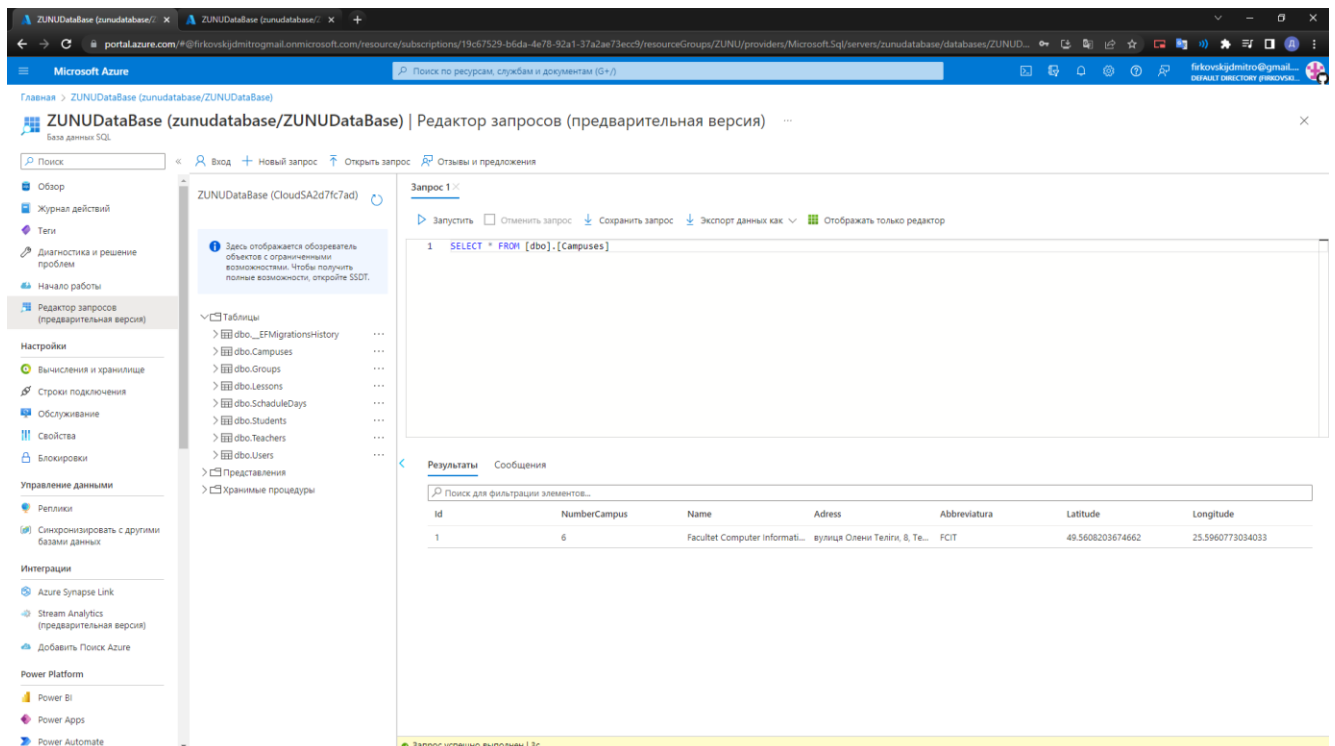 ZUNUDataBase (zunudatabase/Z
ZUNUDataBase (zunudatabase/Z
portal.azure.com/#@firkovskijdmitrogmail.onmicrosoft.com/resource/subscriptions/19c67529-b6da-4e78-92a1-37a2ae73ecc9/resourceGroups/ZUNU/providers/Microsoft.Sql/servers/zunudatabase/databases/ZUNUD...
Д
Microsoft Azure
Поиск по ресурсам, службам и документам (G+/)
firkovskijdmitro@gmail....
DEFAULT DIRECTORY (FIRKOVSKI...
Главная > ZUNUDataBase (zunudatabase/ZUNUDataBase)
ZUNUDataBase (zunudatabase/ZUNUDataBase) | Редактор запросов (предварительная версия) ...
База данных SQL
Поиск
«
Вход
Новый запрос
Открыть запрос
Отзывы и предложения
Обзор
Журнал действий
Теги
Диагностика и решение
проблем
Начало работы
Редактор запросов
(предварительная версия)
Настройки
Вычисления и хранилище
Строки подключения
Обслуживание
Свойства
Блокировки
Управление данными
Реплики
Синхронизировать с другими
базами данных
Интеграции
Azure Synapse Link
Stream Analytics
(предварительная версия)
Добавить Поиск Azure
Power Platform
Power BI
Power Apps
Power Automate
ZUNUDataBase (CloudSA2d7fc7ad)
Здесь отображается обозреватель
объектов с ограниченными
возможностями. Чтобы получить
полные возможности, откройте SSDT.
Таблицы
dbo.__EFMigrationsHistory ...
dbo.Campuses ...
dbo.Groups ...
dbo.Lessons ...
dbo.SchaduleDays ...
dbo.Students ...
dbo.Teachers ...
dbo.Users ...
Представления
Хранимые процедуры
Запрос 1
Запустить
Отменить запрос
Сохранить запрос
Экспорт данных как
Отображать только редактор
1 SELECT * FROM [dbo].[Campuses]
Результаты
Сообщения
Поиск для фильтрации элементов...
Id NumberCampus Name Adress Abbreviatura Latitude Longitude
1 6 Facultet Computer Informati... вулиця Олени Теліги, 8, Те... FCIT 49.5608203674662 25.5960773034033
Запрос успешно выполнен | 3с